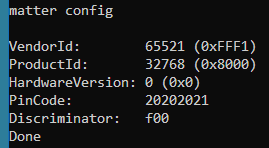 matter config
VendorId: 65521 (0xFFF1)
ProductId: 32768 (0x8000)
HardwareVersion: 0 (0x0)
PinCode: 20202021
Discriminator: f00
Done